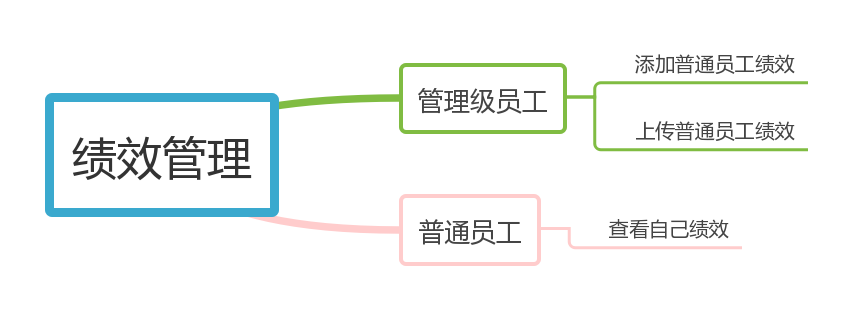 绩效管理
管理级员工
添加普通员工绩效
上传普通员工绩效
普通员工
查看自己绩效